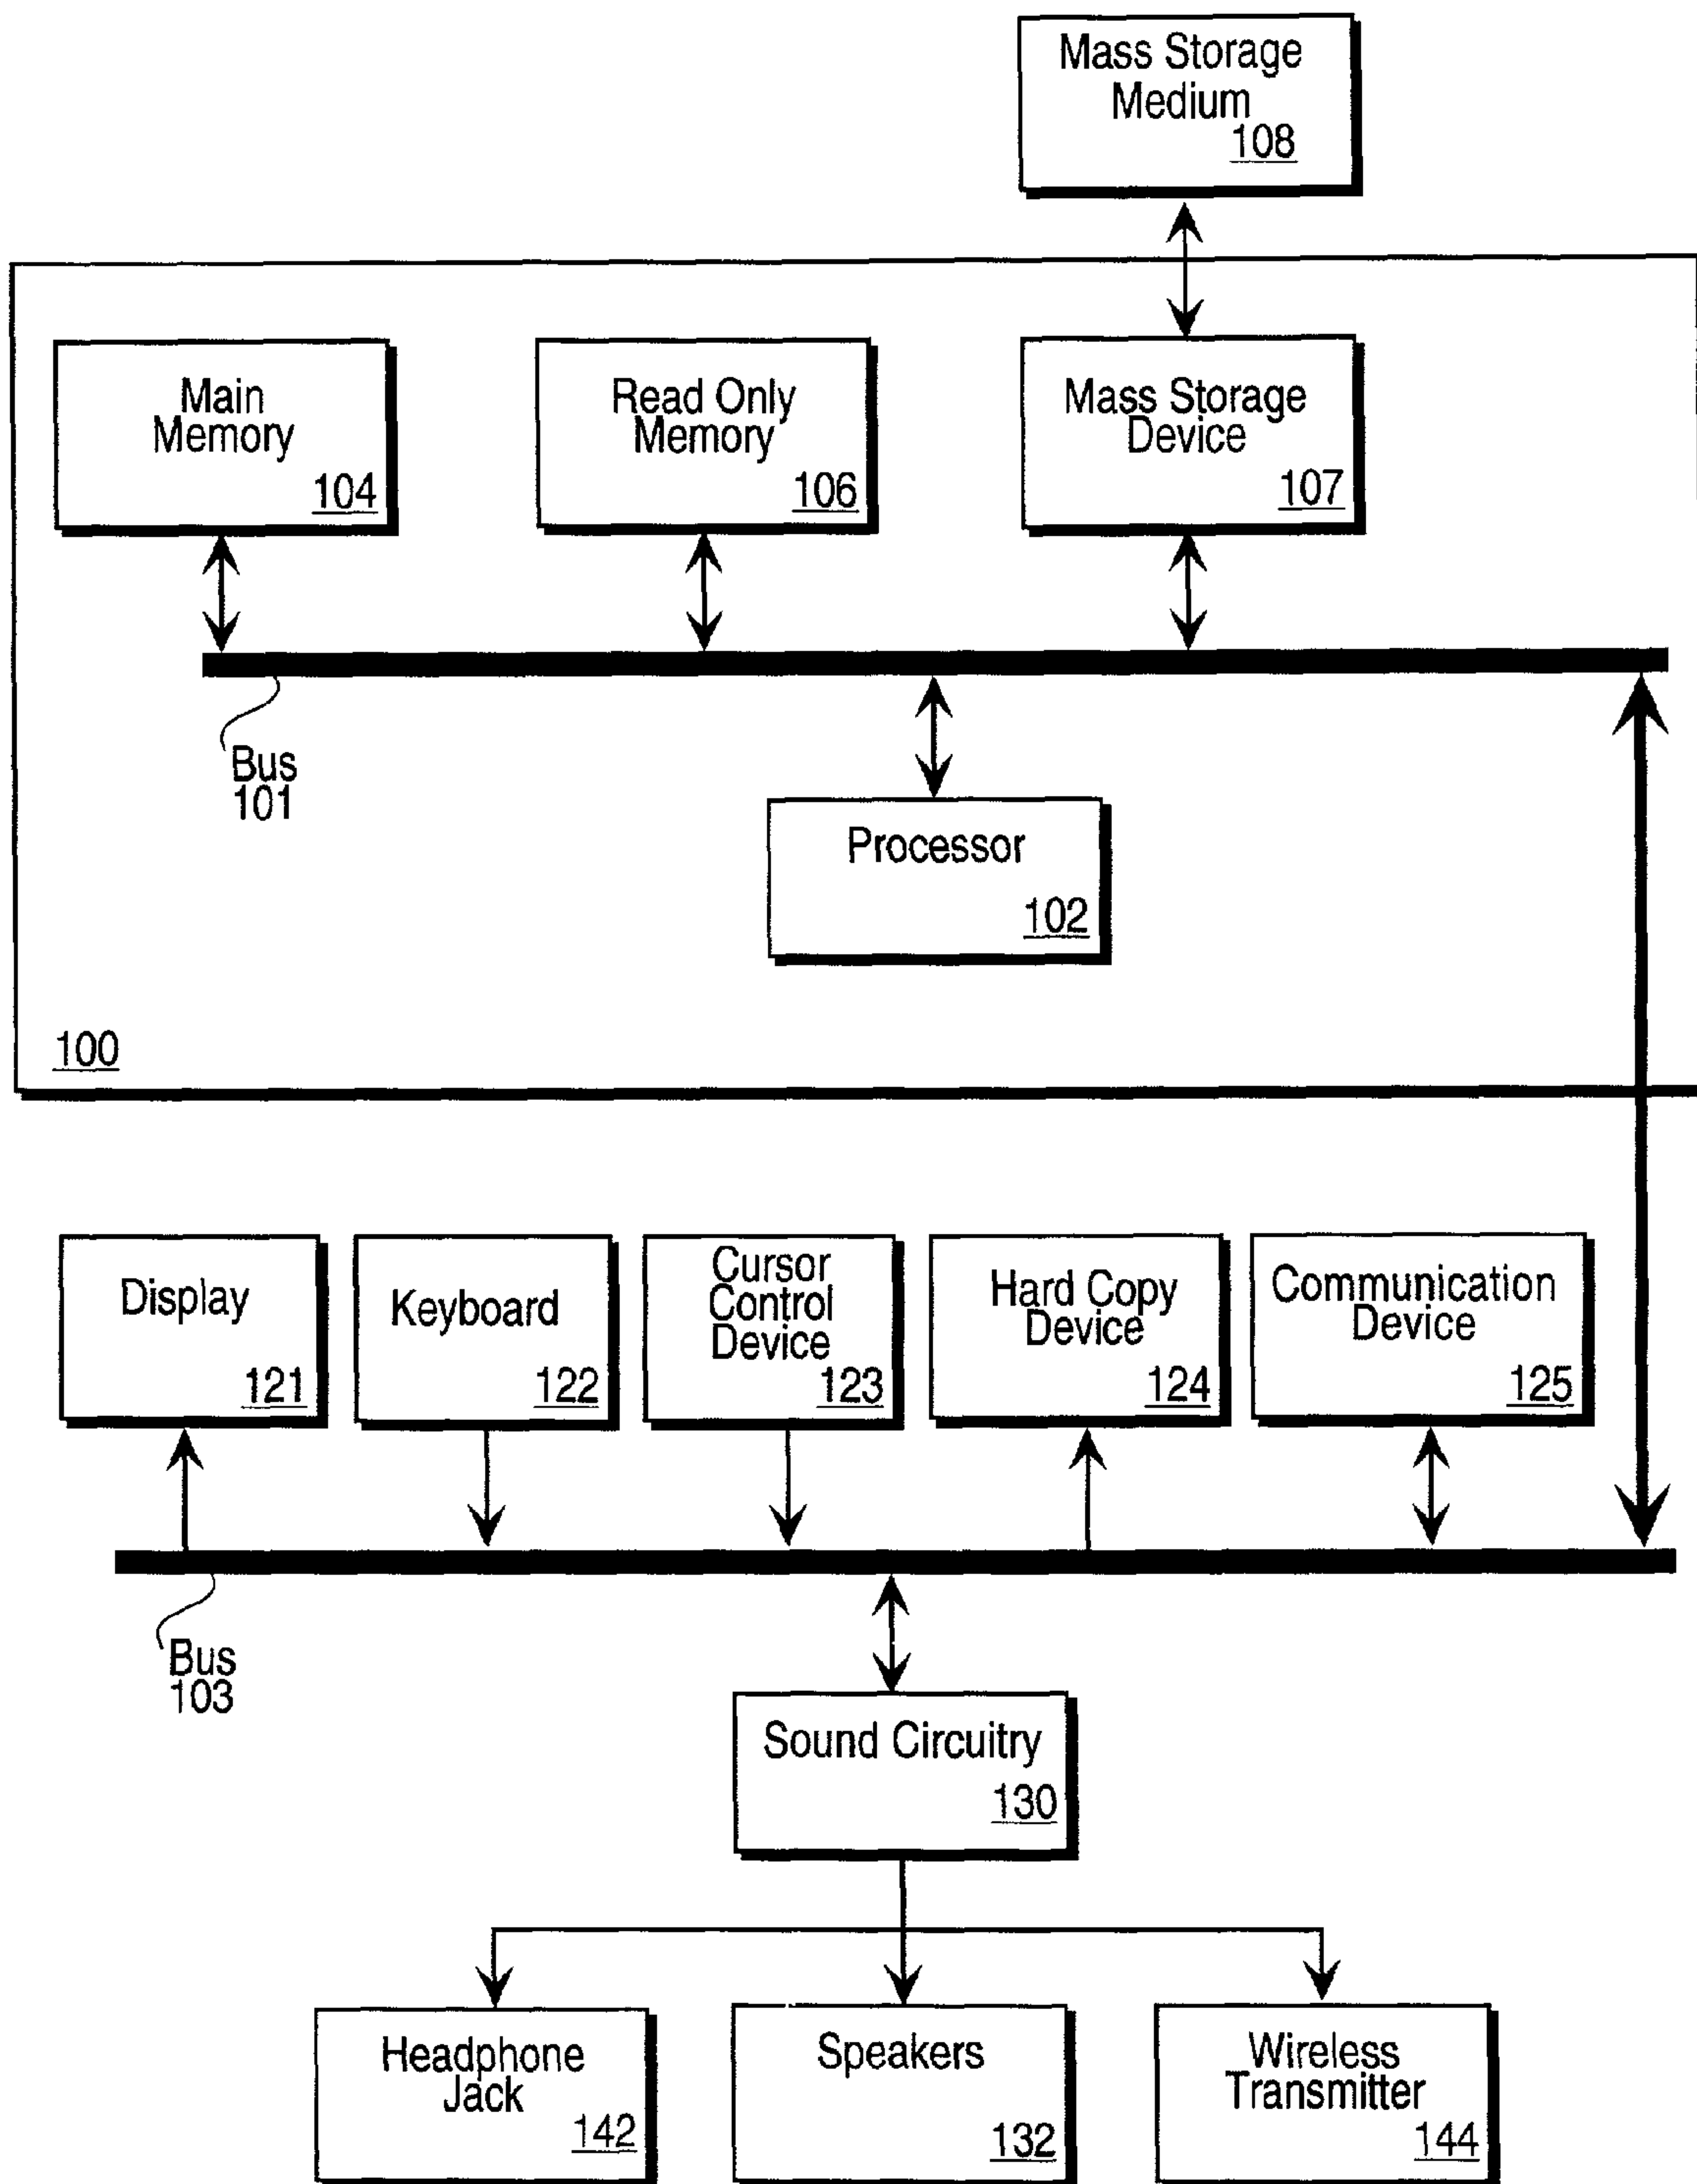 Mass Storage
Medium
108
Main
Memory
104
Read Only
Memory
106
Mass Storage
Device
107
Bus
101
Processor
102
100
Display
121
Keyboard
122
Cursor
Control
Device
123
Hard Copy
Device
124
Communication
Device
125
Bus
103
Sound Circuitry
130
Headphone
Jack
142
Speakers
132
Wireless
Transmitter
144